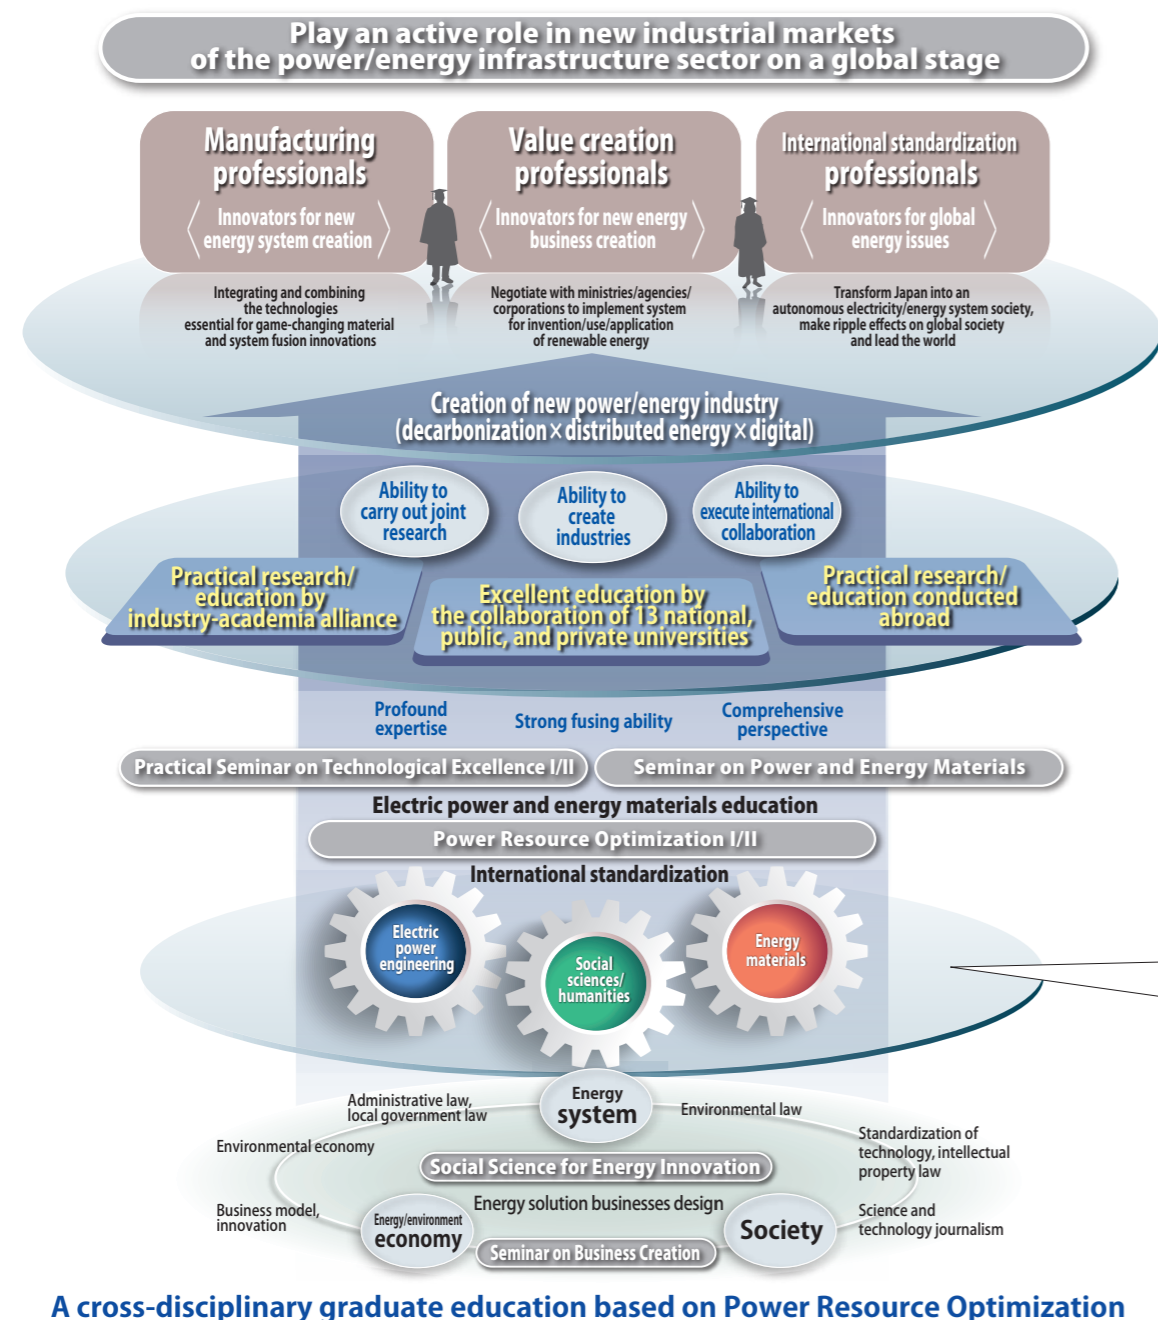 Play an active role in new industrial markets
of the power/energy infrastructure sector on a global stage
Manufacturing
professionals
Innovators for new
energy system creation
Value creation
professionals
Innovators for new energy
business creation
International standardization
professionals
Innovators for global
energy issues
Integrating and combining
the technologies
essential for game-changing material
and system fusion innovations
Negotiate with ministries/agencies/
corporations to implement system
for invention/use/application
of renewable energy
Transform Japan into an
autonomous electricity/energy system society,
make ripple effects on global society
and lead the world
Creation of new power/energy industry
(decarbonization×distributed energy×digital)
Ability to
carry out joint
research
Ability to
create
industries
Ability to
execute international
collaboration
Practical research/
education by
industry-academia alliance
Excellent education by
the collaboration of 13 national,
public, and private universities
Practical research/
education conducted
abroad
Profound
expertise
Strong fusing ability
Comprehensive
perspective
Practical Seminar on Technological Excellence I/II
Seminar on Power and Energy Materials
Electric power and energy materials education
Power Resource Optimization I/II
International standardization
Electric
power
engineering
Social
sciences/
humanities
Energy
materials
Energy
system
Administrative law,
local government law
Environmental law
Environmental economy
Standardization of
technology, intellectual
property law
Social Science for Energy Innovation
Business model,
innovation
Energy/environment
economy
Energy solution businesses design
Society
Science and
technology journalism
Seminar on Business Creation
A cross-disciplinary graduate education based on Power Resource Optimization